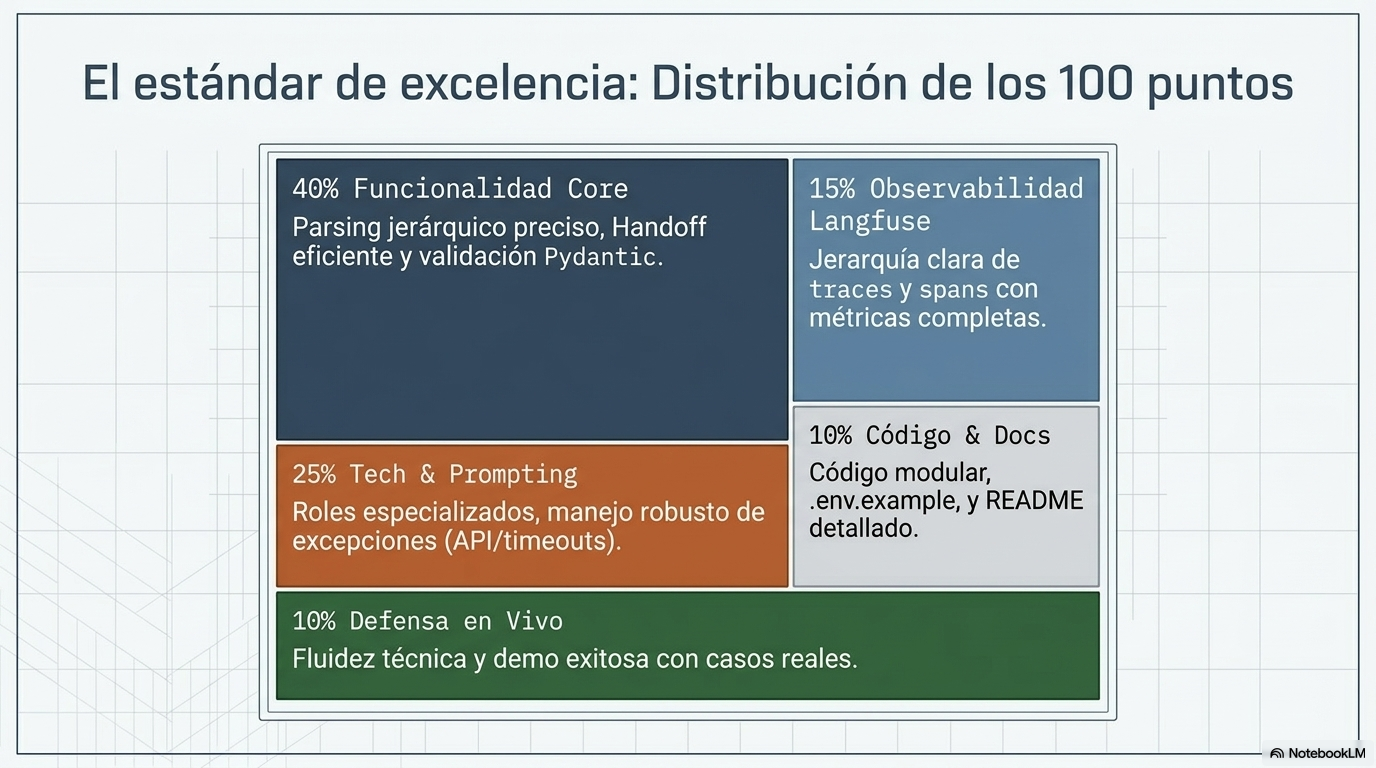 El estándar de excelencia: Distribución de los 100 puntos
40% Funcionalidad Core
Parsing jerárquico preciso, Handoff
eficiente y validación Pydantic.
15% Observabilidad
Langfuse
Jerarquía clara de
traces y spans con
métricas completas.
25% Tech & Prompting
Roles especializados, manejo robusto de
excepciones (API/timeouts).
10% Código & Docs
Código modular,
.env.example, y README
detallado.
10% Defensa en Vivo
Fluidez técnica y demo exitosa con casos reales.
NotebookLM